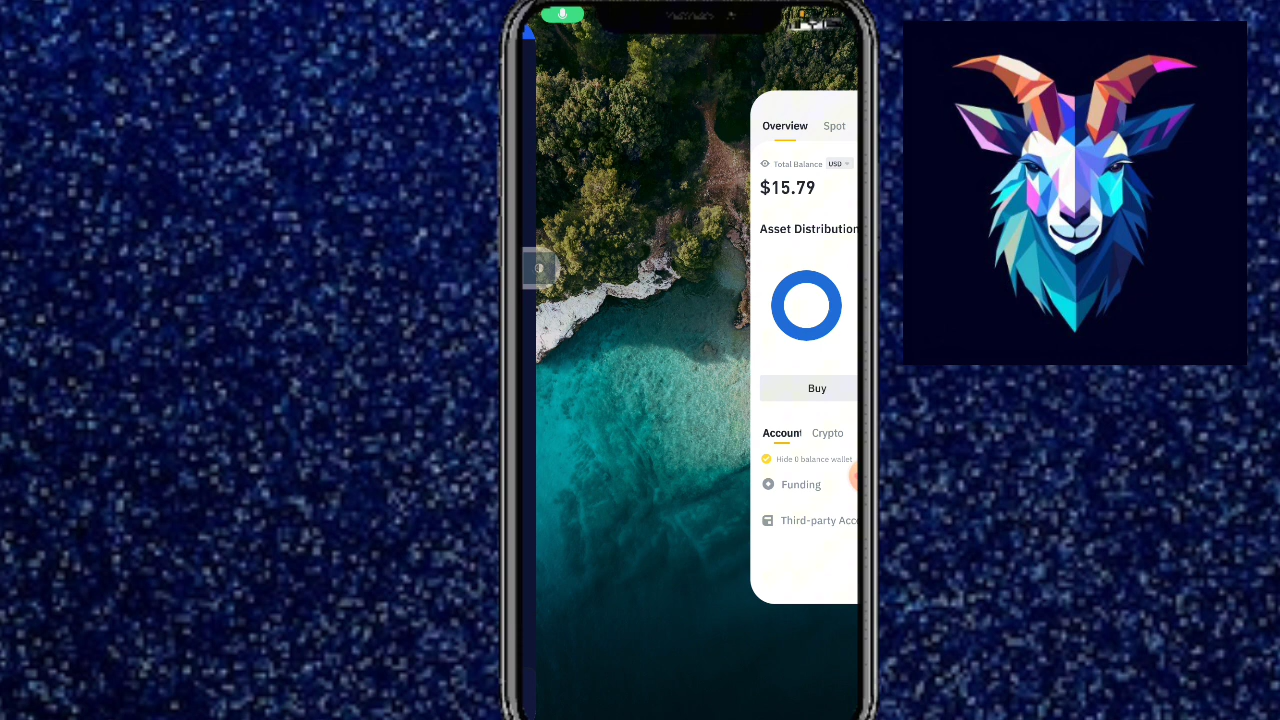 Overview Spot
Total Balance USD
$15.79
Asset Distribution
Buy
Account Crypto
Hide 0 balance wallet
Funding
Third-party Acc